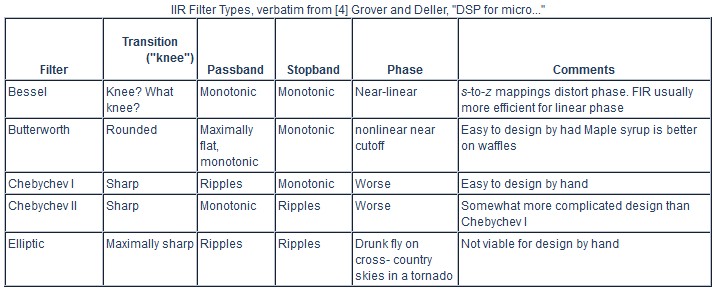 IIR Filter Types, verbatim from [4] Grover and Deller, "DSP for micro..."
Filter Transition ("knee") Passband Stopband Phase Comments
Bessel Knee? What knee? Monotonic Monotonic Near-linear s-to-z mappings distort phase. FIR usually more efficient for linear phase
Butterworth Rounded Maximally flat, monotonic Monotonic nonlinear near cutoff Easy to design by had Maple syrup is better on waffles
Chebychev I Sharp Ripples Monotonic Worse Easy to design by hand
Chebychev II Sharp Monotonic Ripples Worse Somewhat more complicated design than Chebychev I
Elliptic Maximally sharp Ripples Ripples Drunk fly on cross- country skies in a tornado Not viable for design by hand